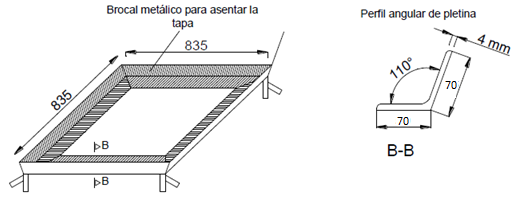 Brocal metálico para asentar la
tapa
835
835
B
B
Perfil angular de pletina
4 mm
110°
70
70
B-B